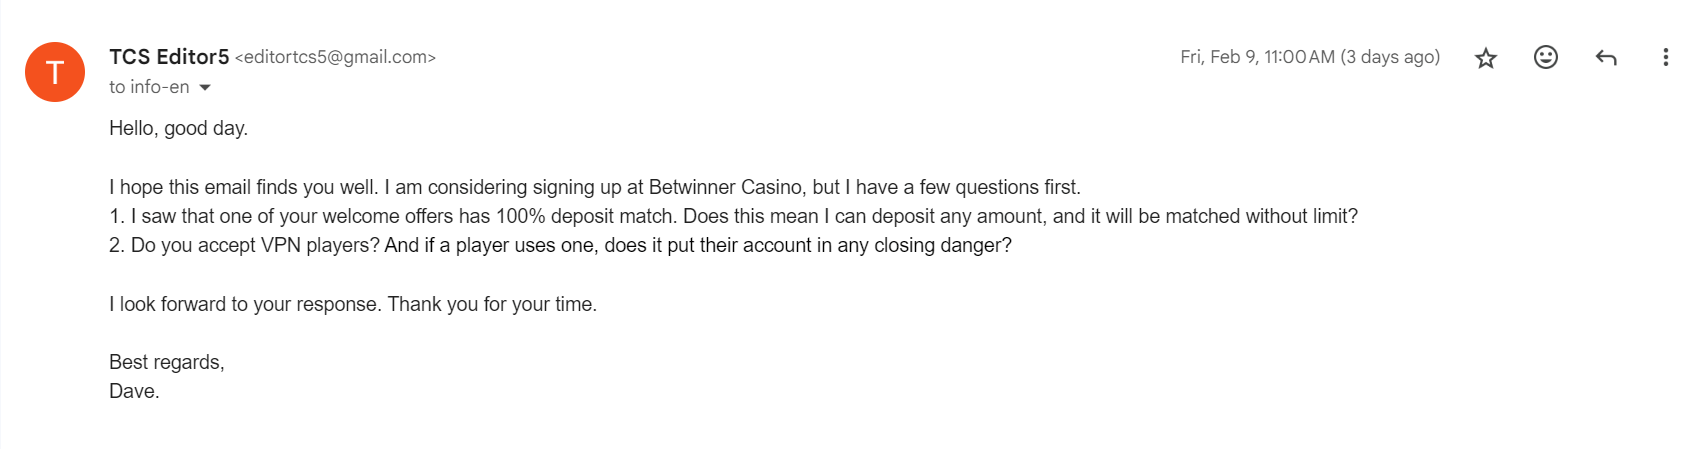 T
TCS Editor5 <editortcs5@gmail.com>
Fri, Feb 9, 11:00 AM (3 days ago)
to info-en
Hello, good day.
I hope this email finds you well. I am considering signing up at Betwinner Casino, but I have a few questions first.
1. I saw that one of your welcome offers has 100% deposit match. Does this mean I can deposit any amount, and it will be matched without limit?
2. Do you accept VPN players? And if a player uses one, does it put their account in any closing danger?
I look forward to your response. Thank you for your time.
Best regards,
Dave.